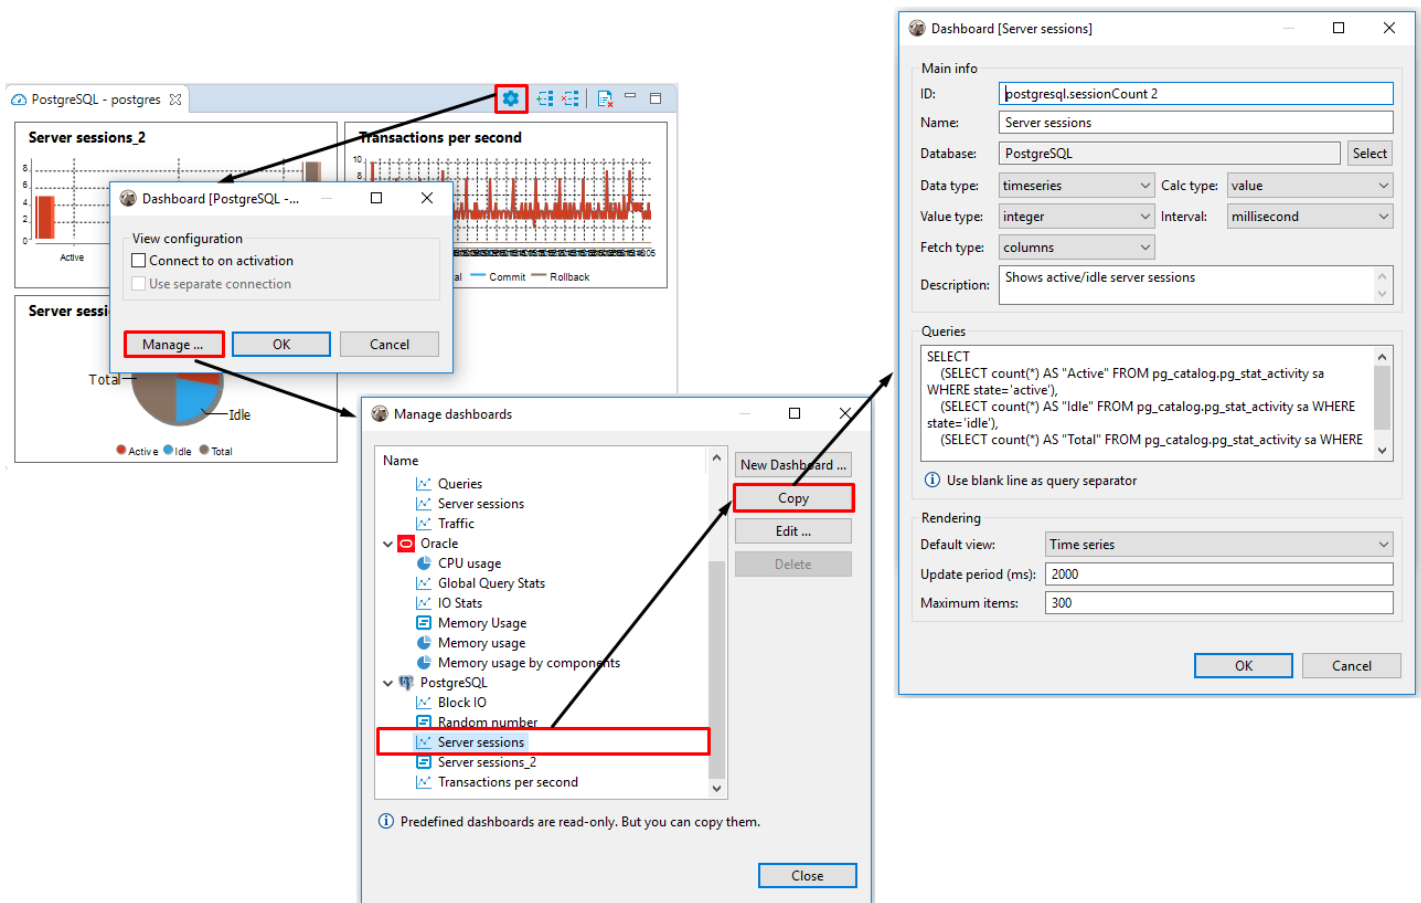 PostgreSQL - postgres
Server sessions_2
8
6
4
2
0
Active
Transactions per second
10
8
Commit
Rollback
Server sessi
Total
Idle
Active Idle Total
Dashboard [PostgreSQL -...
View configuration
Connect to on activation
Use separate connection
Manage ...
OK
Cancel
Manage dashboards
Name
Queries
Server sessions
Traffic
Oracle
CPU usage
Global Query Stats
IO Stats
Memory Usage
Memory usage
Memory usage by components
PostgreSQL
Block IO
Random number
Server sessions
Server sessions_2
Transactions per second
New Dashboard ...
Copy
Edit ...
Delete
Predefined dashboards are read-only. But you can copy them.
Close
Dashboard [Server sessions]
Main info
ID: postgresql.sessionCount 2
Name: Server sessions
Database: PostgreSQL Select
Data type: timeseries Calc type: value
Value type: integer Interval: millisecond
Fetch type: columns
Description: Shows active/idle server sessions
Queries
SELECT
(SELECT count(*) AS "Active" FROM pg_catalog.pg_stat_activity sa
WHERE state='active'),
(SELECT count(*) AS "Idle" FROM pg_catalog.pg_stat_activity sa WHERE
state='idle'),
(SELECT count(*) AS "Total" FROM pg_catalog.pg_stat_activity sa WHERE
Use blank line as query separator
Rendering
Default view: Time series
Update period (ms): 2000
Maximum items: 300
OK
Cancel